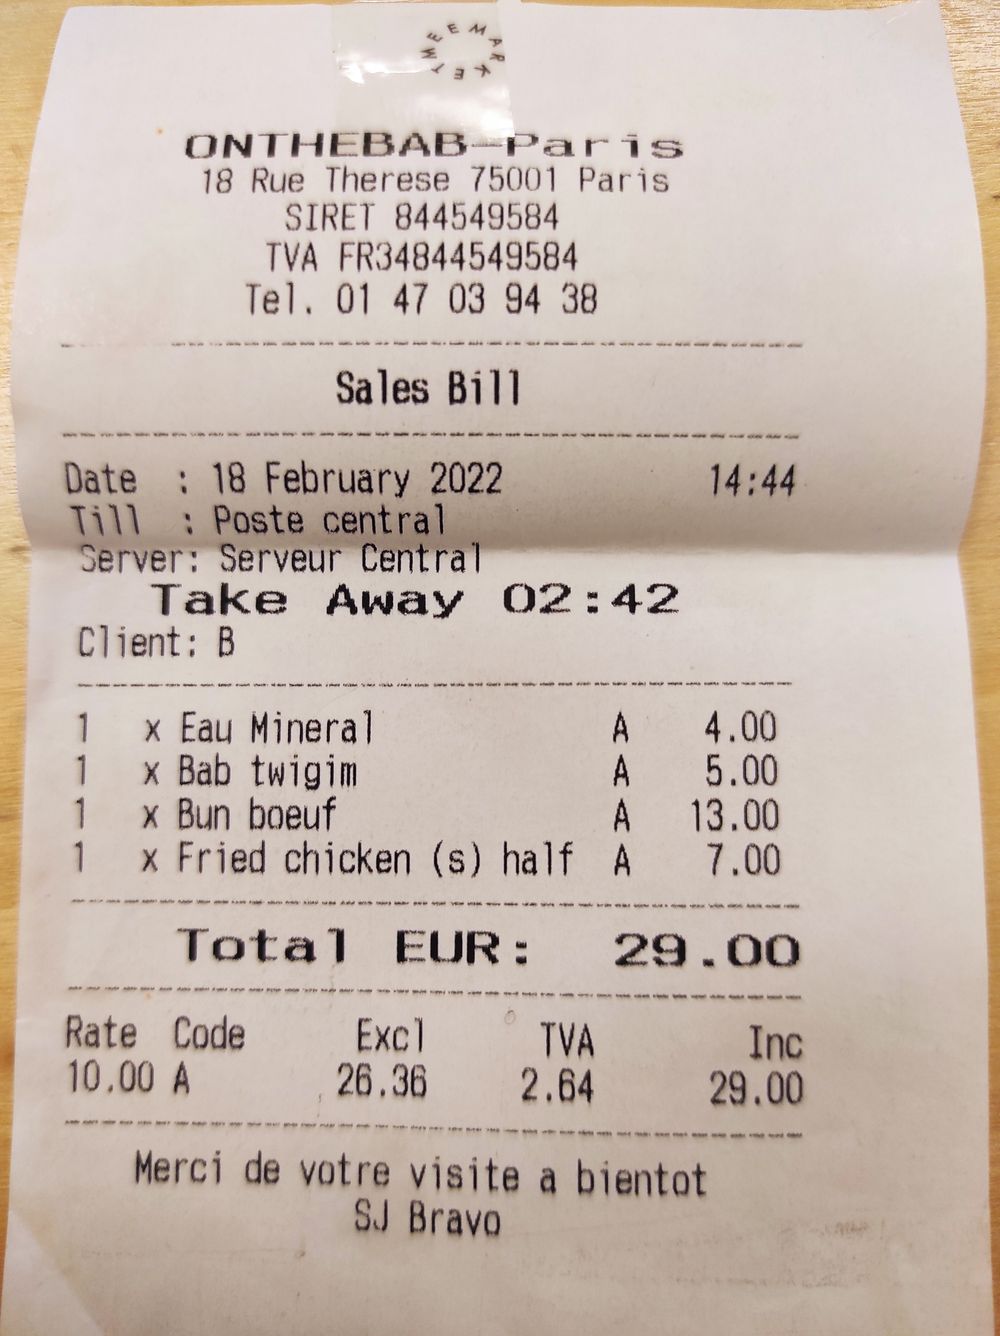 MEEMARKET
ONTHEBAB-Paris
18 Rue Therese 75001 Paris
SIRET 844549584
TVA FR34844549584
Tel. 01 47 03 94 38
Sales Bill
Date : 18 February 2022 14:44
Till : Poste central
Server: Serveur Central
Take Away 02:42
Client: B
1 x Eau Mineral A 4.00
1 x Bab twigim A 5.00
1 x Bun boeuf A 13.00
1 x Fried chicken (s) half A 7.00
Total EUR: 29.00
Rate Code Excl TVA Inc
10.00 A 26.36 2.64 29.00
Merci de votre visite a bientot
SJ Bravo